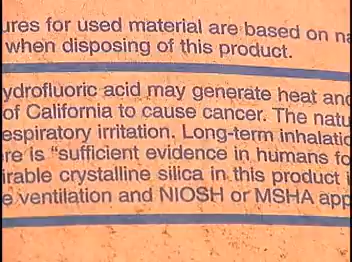 ures for used material are based on na
when disposing of this product.
ydrofluoric acid may generate heat and
of California to cause cancer. The natu
espiratory irritation. Long-term inhalatic
re is "sufficient evidence in humans fo
irable crystalline silica in this product i
e ventilation and NIOSH or MSHA app